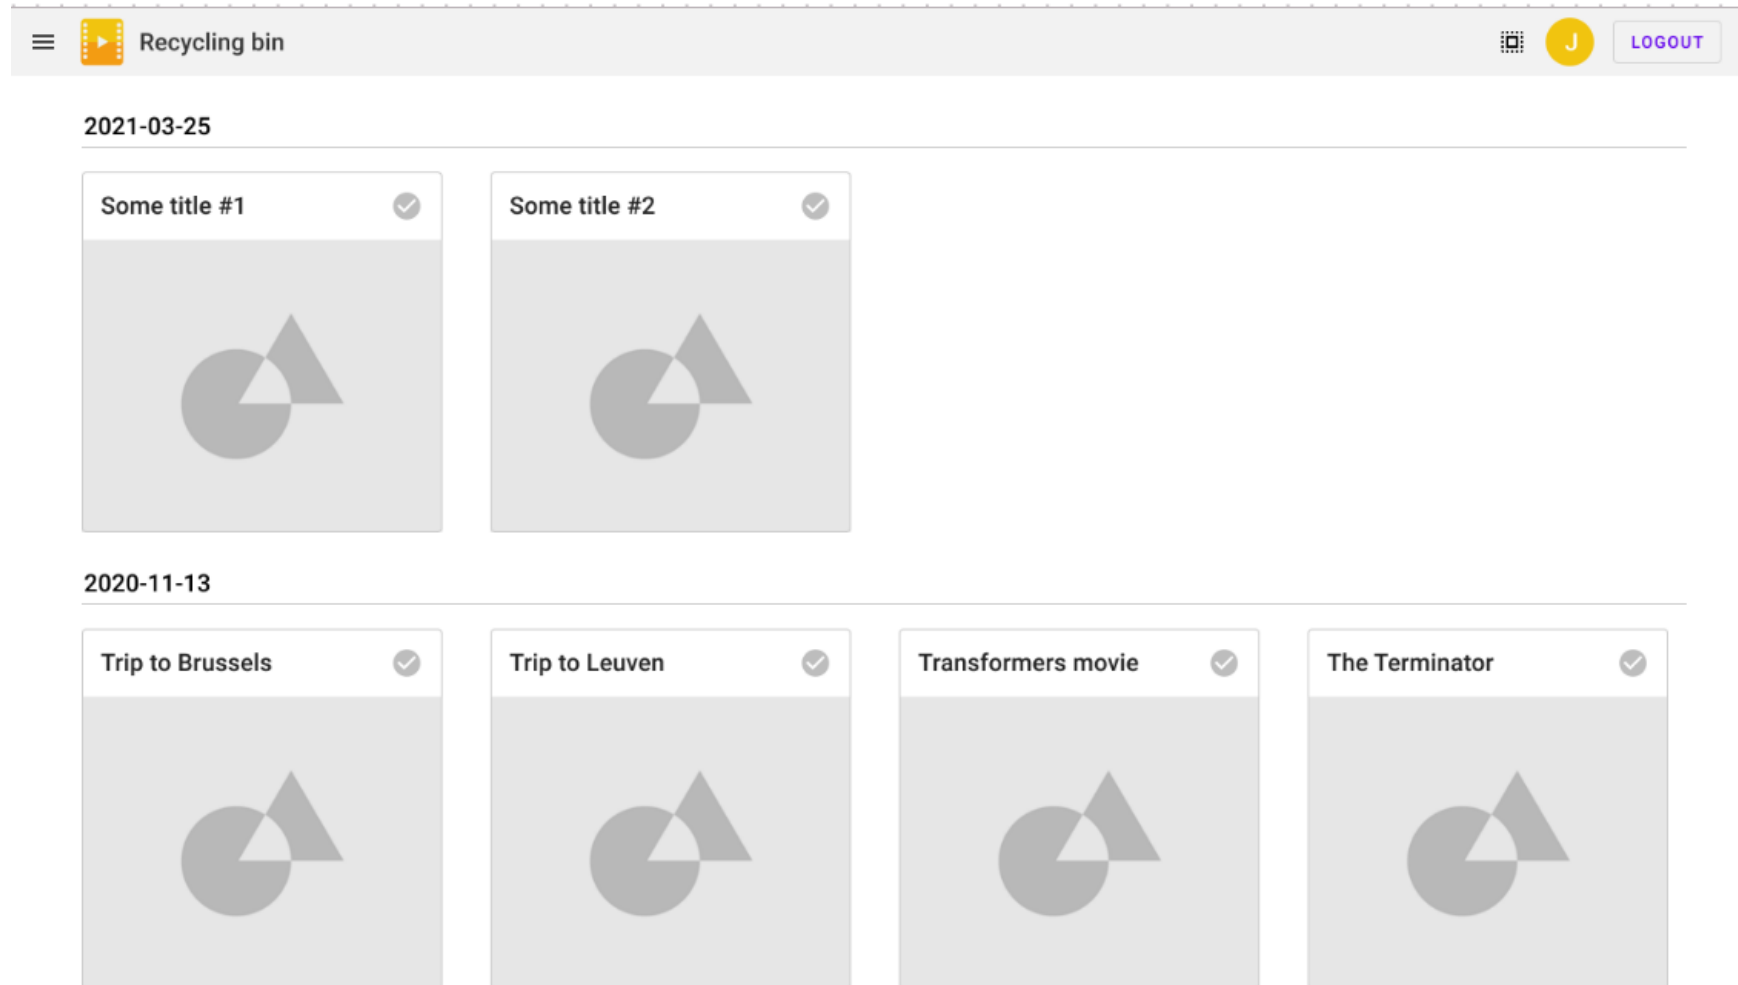 Recycling bin
J
LOGOUT
2021-03-25
Some title #1
Some title #2
2020-11-13
Trip to Brussels
Trip to Leuven
Transformers movie
The Terminator